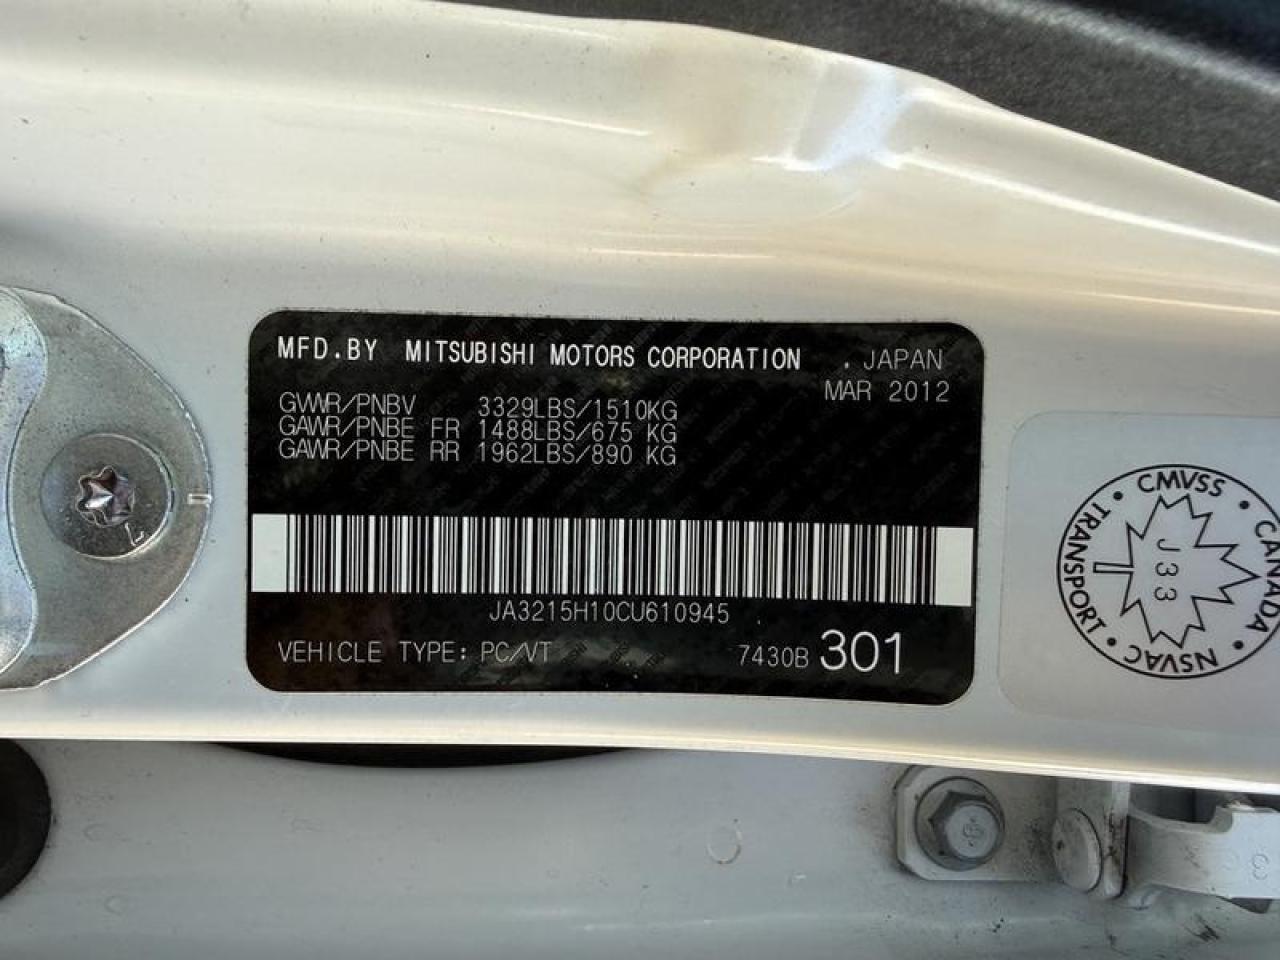 MFD.BY MITSUBISHI MOTORS CORPORATION . JAPAN
MAR 2012
GVWR/PNBV 3329LBS/1510KG
GAWR/PNBE FR 1488LBS/675 KG
GAWR/PNBE RR 1962LBS/890 KG
JA3215H10CU610945
VEHICLE TYPE: PC/VT 7430B 301
CMVSS • CANADA • NSVAC • TRANSPORT •
J33